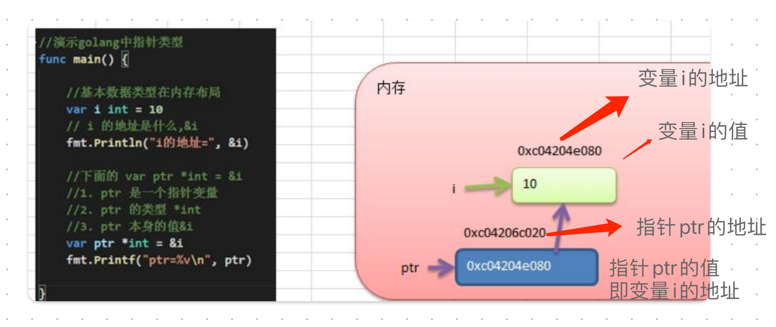 //演示golang中指针类型
func main() {
//基本数据类型在内存布局
var i int = 10
// i 的地址是什么,&i
fmt.Println("i的地址=", &i)
//下面的 var ptr *int = &i
//1. ptr 是一个指针变量
//2. ptr 的类型 *int
//3. ptr 本身的值&i
var ptr *int = &i
fmt.Printf("ptr=%v\n", ptr)
}
内存
变量i的地址
0xc04204e080
变量i的值
i
10
0xc04206c020
指针ptr的地址
ptr
0xc04204e080
指针ptr的值
即变量i的地址